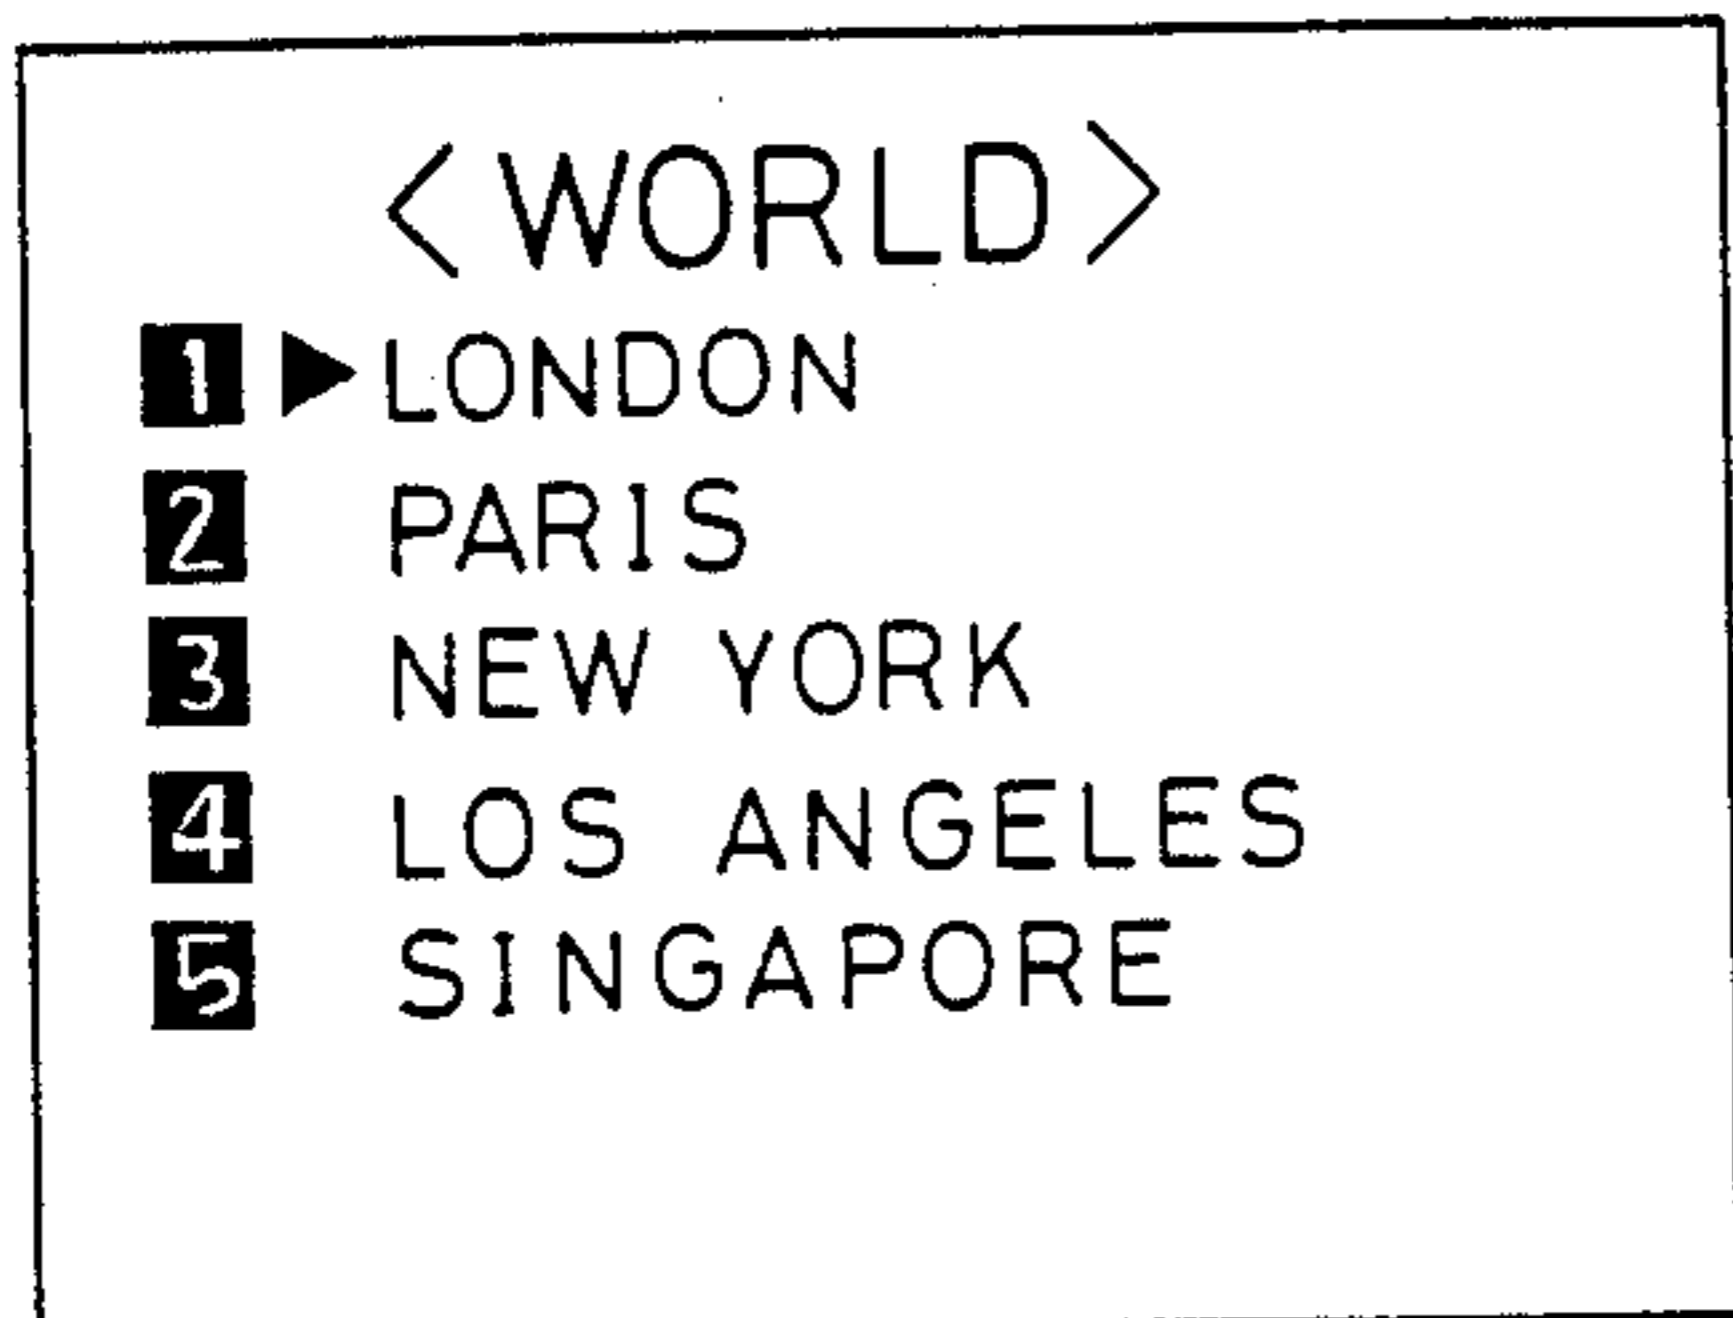 <WORLD>
1 ▶LONDON
2 PARIS
3 NEW YORK
4 LOS ANGELES
5 SINGAPORE